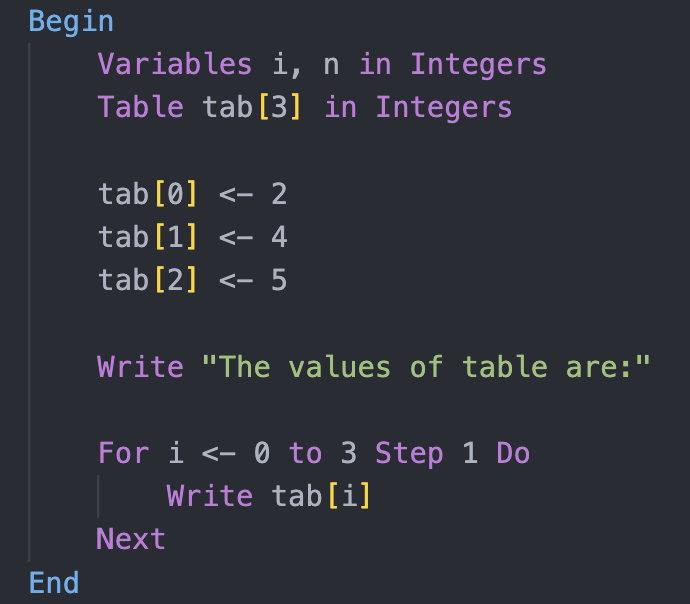 Begin
Variables i, n in Integers
Table tab[3] in Integers
tab[0] <- 2
tab[1] <- 4
tab[2] <- 5
Write "The values of table are:"
For i <- 0 to 3 Step 1 Do
Write tab[i]
Next
End